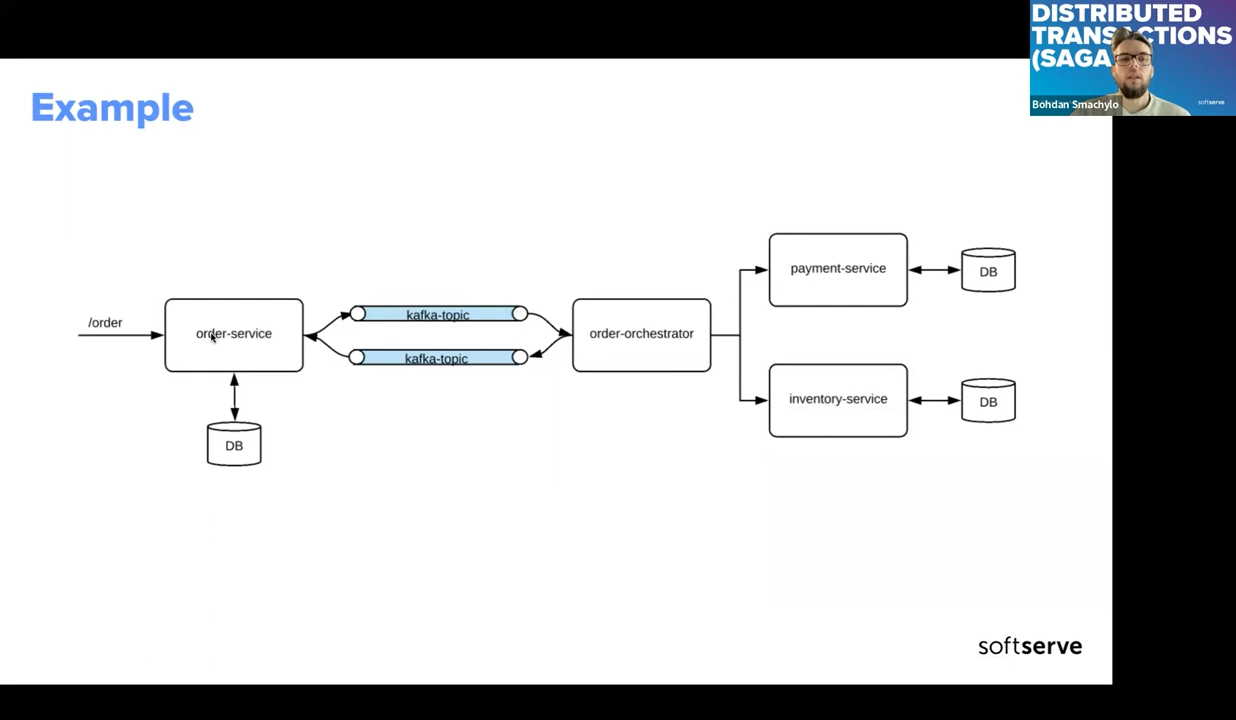 DISTRIBUTED
TRANSACTIONS
(SAGA
Bohdan Smachylo
softserve
Example
/order
order-service
DB
kafka-topic
kafka-topic
order-orchestrator
payment-service
DB
inventory-service
DB
softserve